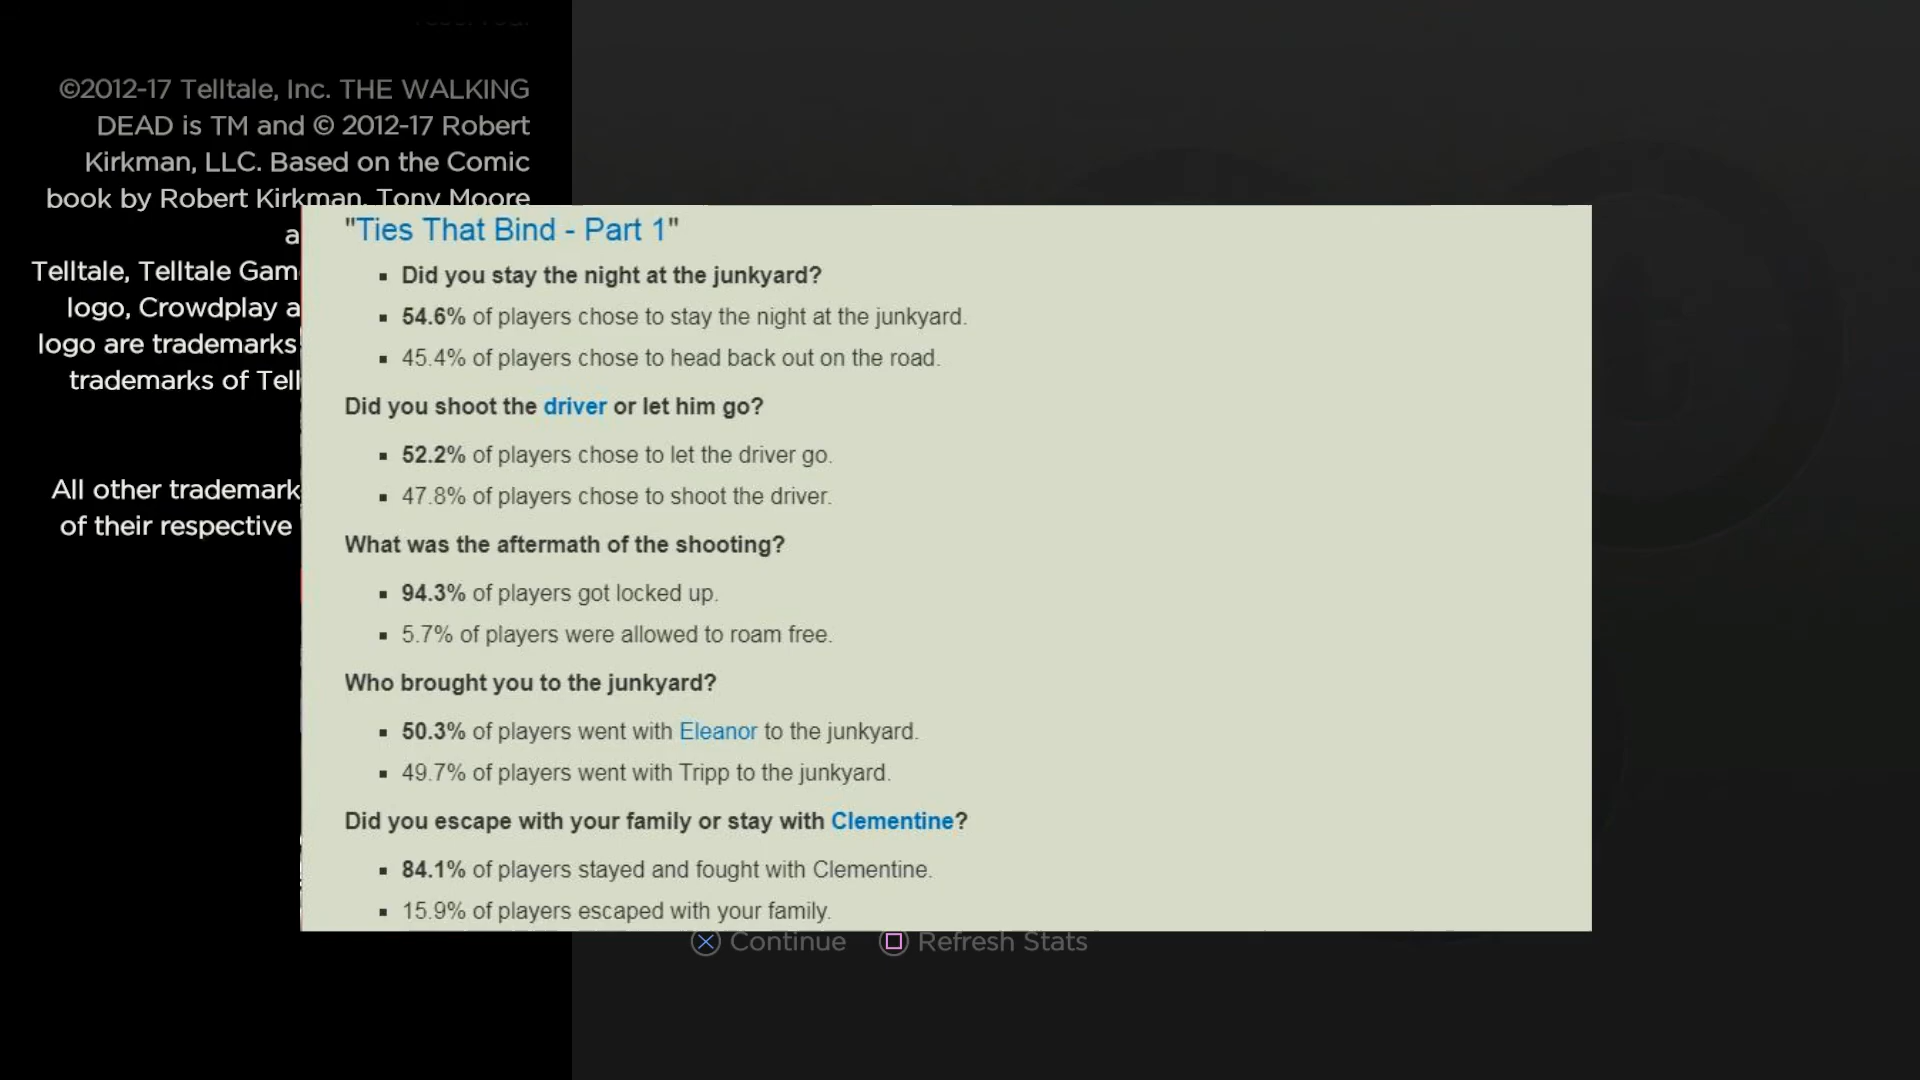 ©2012-17 Telltale, Inc. THE WALKING
DEAD is TM and © 2012-17 Robert
Kirkman, LLC. Based on the Comic
book by Robert Kirkman, Tony Moore
Telltale, Telltale
logo, Crowdplay
logo are trademarks
trademarks of
All other
of their respective
"Ties That Bind - Part 1"
▪ Did you stay the night at the junkyard?
▪ 54.6% of players chose to stay the night at the junkyard.
▪ 45.4% of players chose to head back out on the road.
Did you shoot the driver or let him go?
▪ 52.2% of players chose to let the driver go.
▪ 47.8% of players chose to shoot the driver.
What was the aftermath of the shooting?
▪ 94.3% of players got locked up.
▪ 5.7% of players were allowed to roam free.
Who brought you to the junkyard?
▪ 50.3% of players went with Eleanor to the junkyard.
▪ 49.7% of players went with Tripp to the junkyard.
Did you escape with your family or stay with Clementine?
▪ 84.1% of players stayed and fought with Clementine.
▪ 15.9% of players escaped with your family.
Continue Refresh Stats